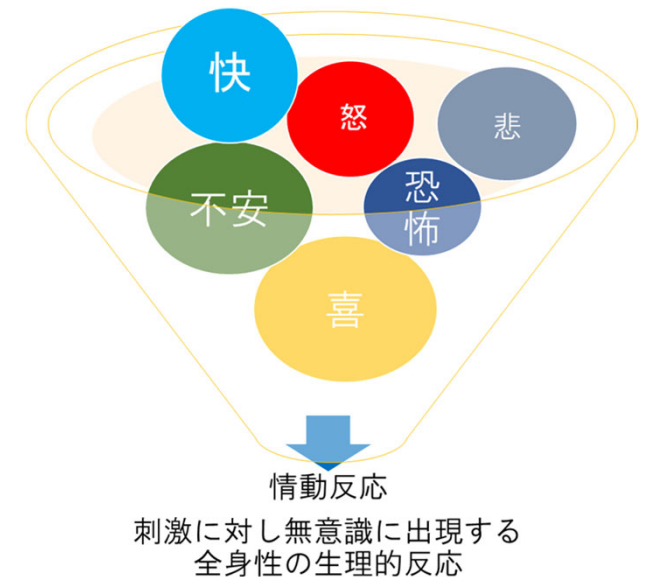 快
怒
悲
不安
恐
怖
喜
情動反応
刺激に対し無意識に出現する
全身性の生理的反応